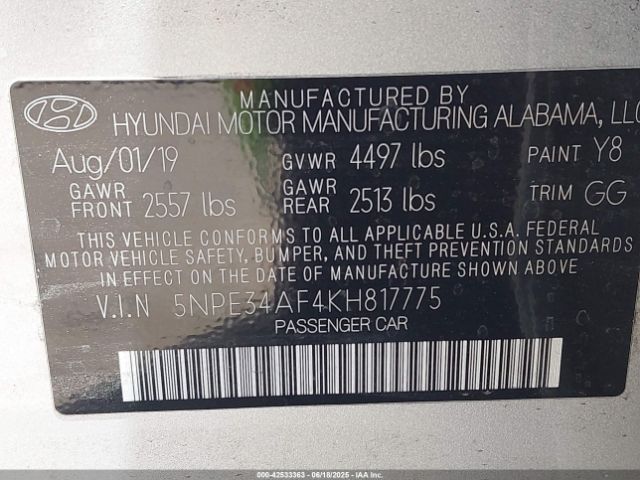 MANUFACTURED BY
HYUNDAI MOTOR MANUFACTURING ALABAMA, LLC
Aug/01/19 GVWR 4497 lbs PAINT Y8
GAWR FRONT 2557 lbs GAWR REAR 2513 lbs TRIM GG
THIS VEHICLE CONFORMS TO ALL APPLICABLE U.S.A. FEDERAL
MOTOR VEHICLE SAFETY, BUMPER, AND THEFT PREVENTION STANDARDS
IN EFFECT ON THE DATE OF MANUFACTURE SHOWN ABOVE.
V.I.N 5NPE34AF4KH817775
PASSENGER CAR
000-42533363 - 06/18/2025 - IAA Inc.